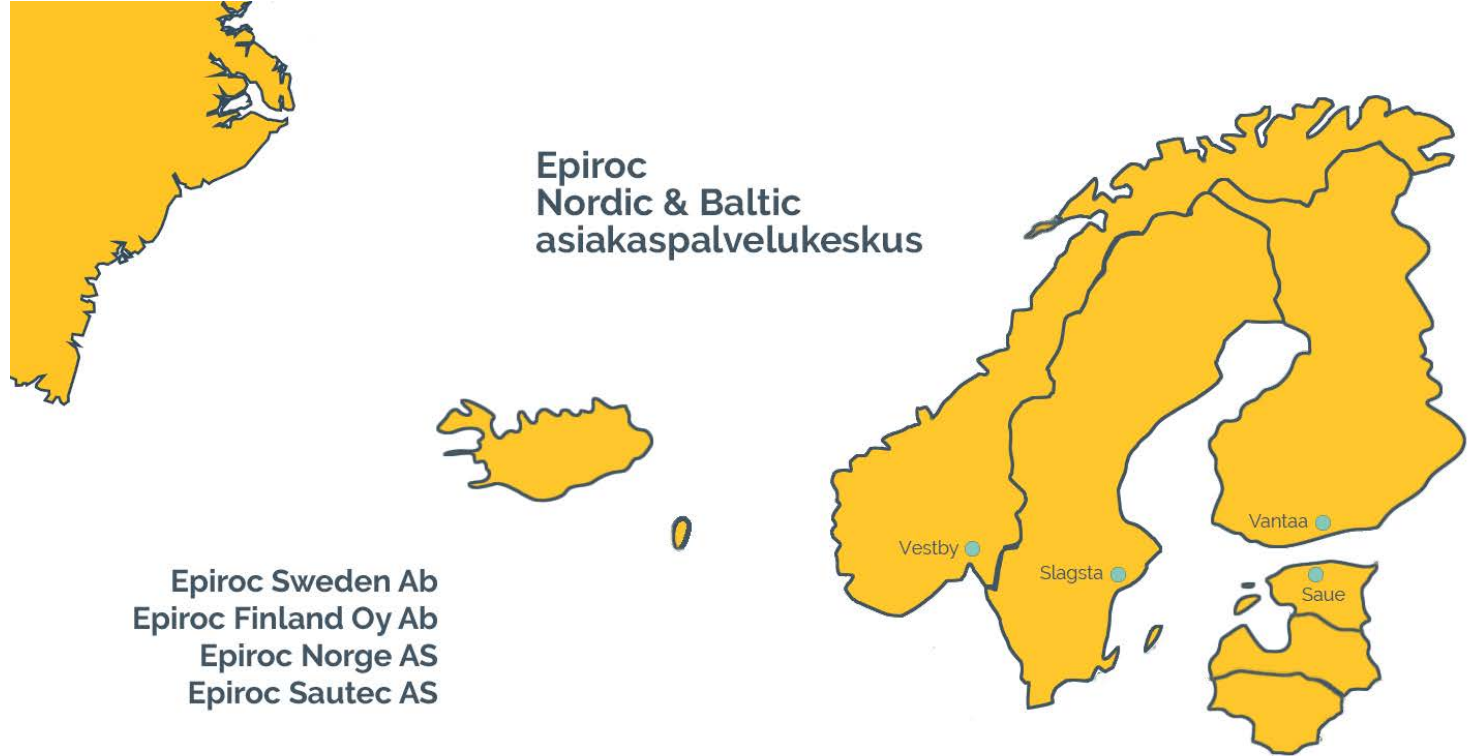 Epiroc
Nordic & Baltic
asiakaspalvelukeskus
Vantaa
Vestby
Slagsta
Saue
Epiroc Sweden Ab
Epiroc Finland Oy Ab
Epiroc Norge AS
Epiroc Sautec AS